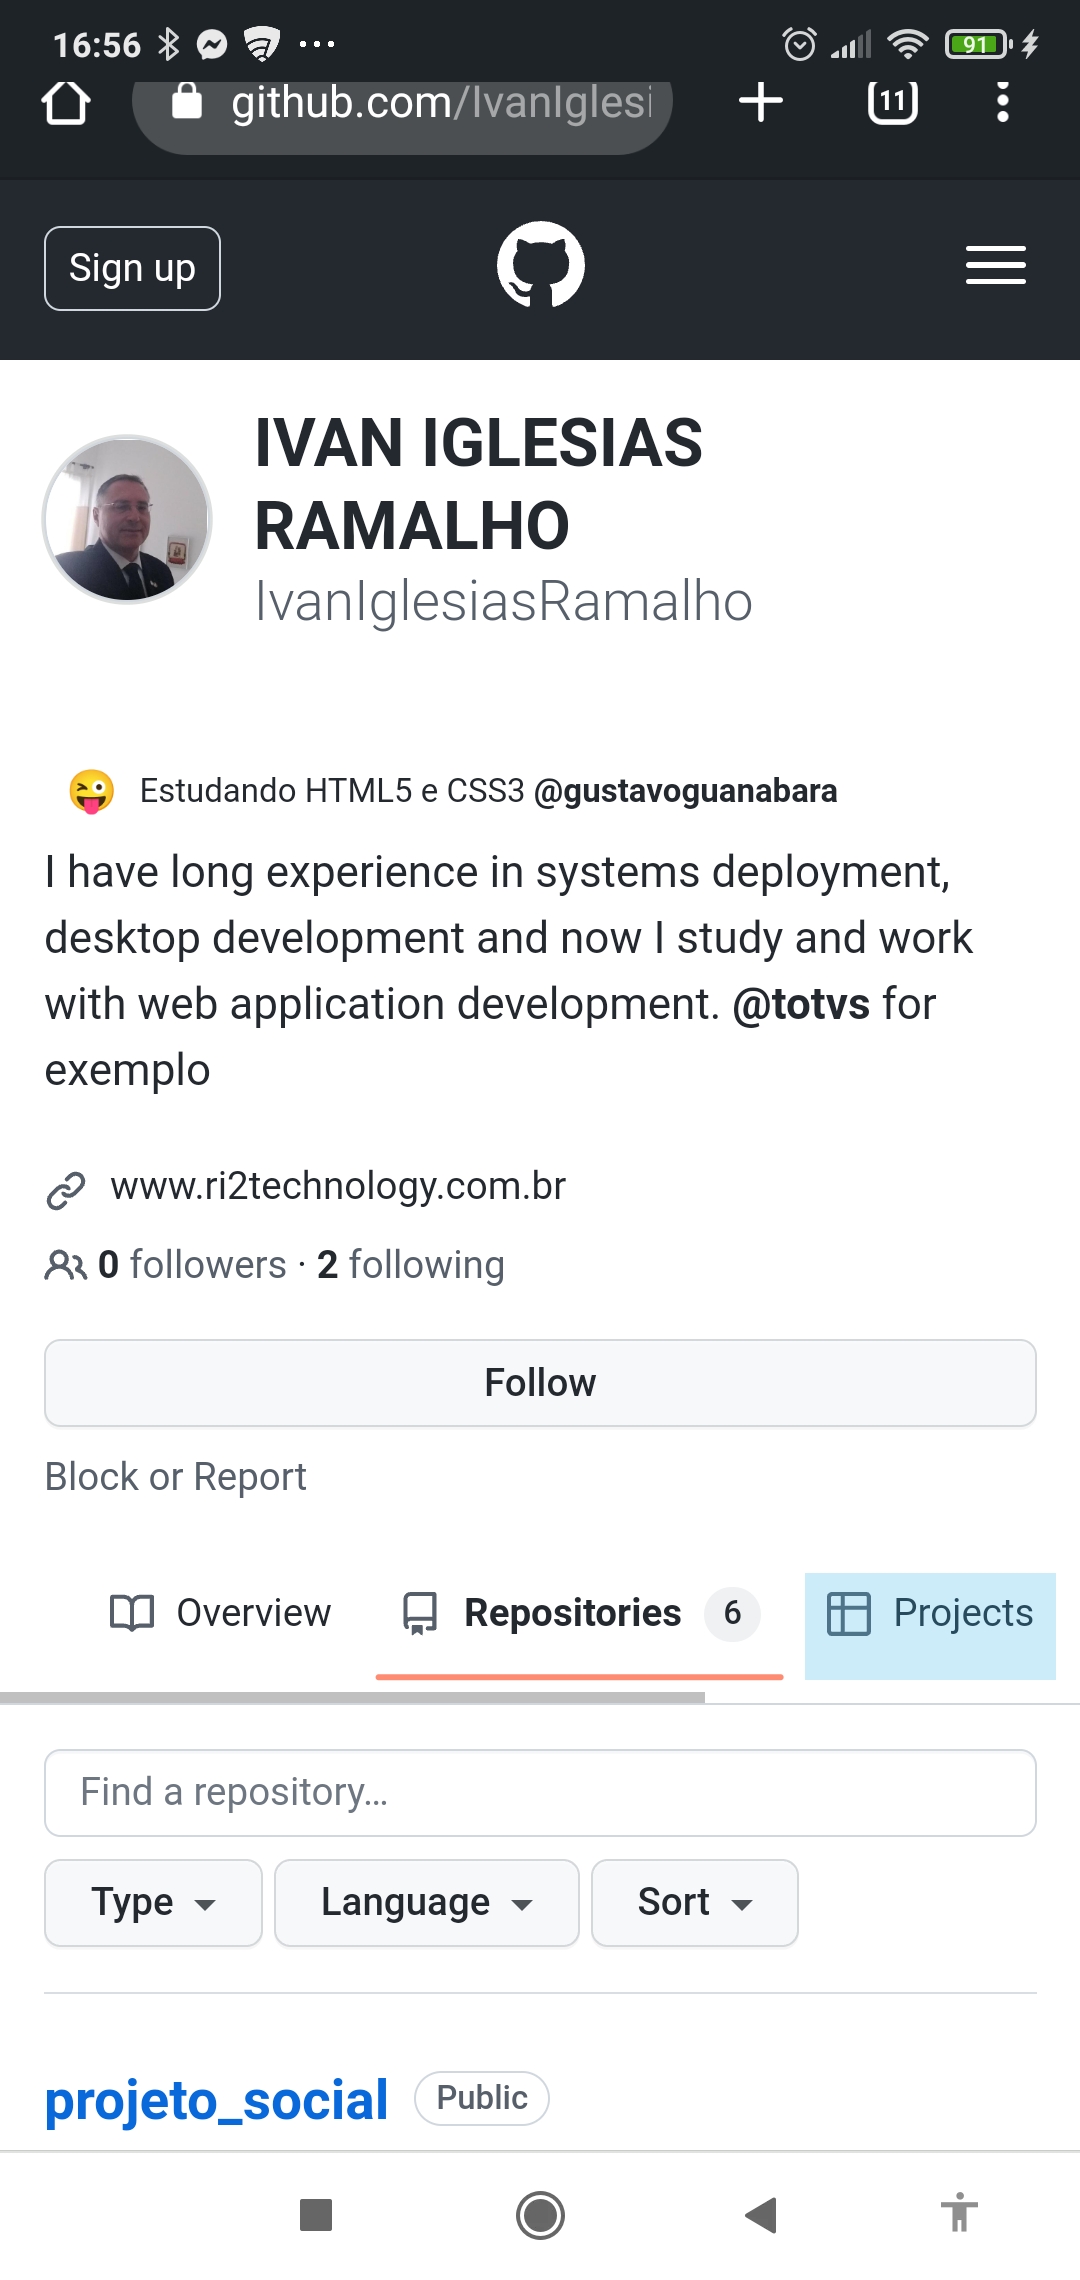 16:56
91
github.com/IvanIglesi
11
Sign up
IVAN IGLESIAS
RAMALHO
IvanIglesiasRamalho
Estudando HTML5 e CSS3 @gustavoguanabara
I have long experience in systems deployment,
desktop development and now I study and work
with web application development. @totvs for
exemplo
www.ri2technology.com.br
0 followers · 2 following
Follow
Block or Report
Overview Repositories 6 Projects
Find a repository...
Type Language Sort
projeto_social Public